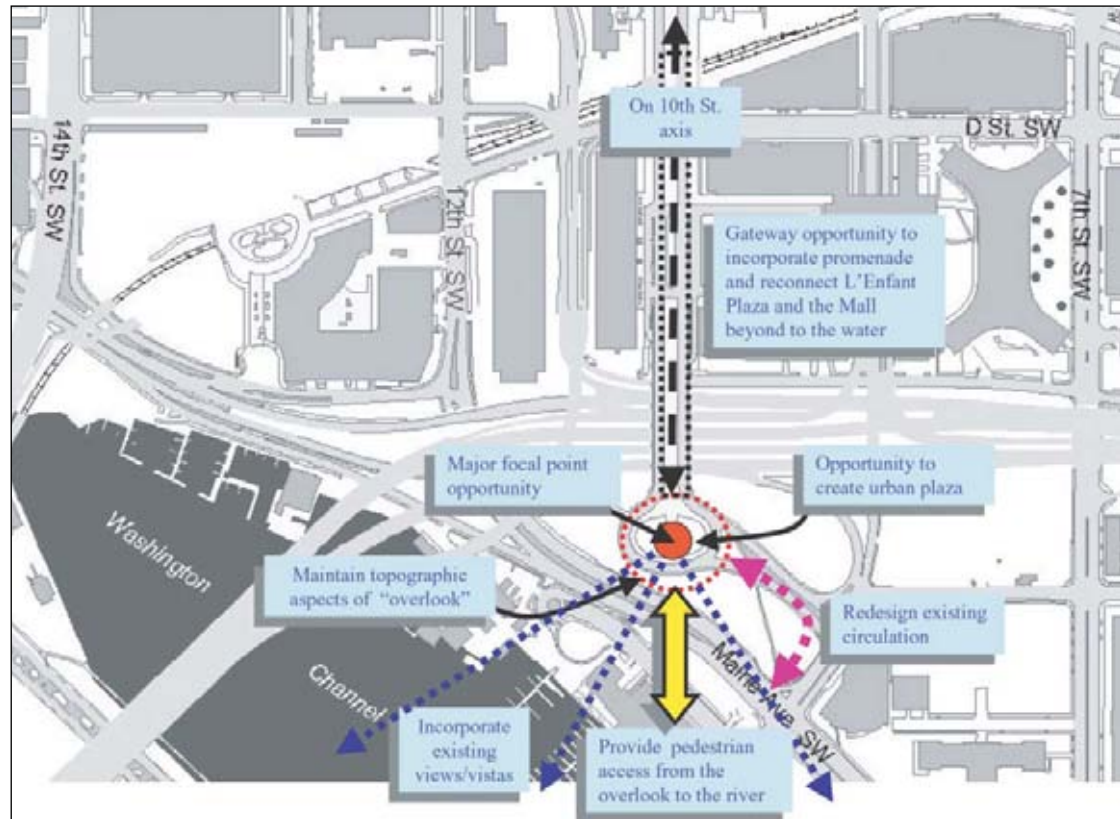 On 10th St.
axis
D St. SW
14th St. SW
12th St. SW
7th St. SW
Gateway opportunity to
incorporate promenade
and reconnect L'Enfant
Plaza and the Mall
beyond to the water
Major focal point
opportunity
Opportunity to
create urban plaza
Washington
Maintain topographic
aspects of “overlook”
Redesign existing
circulation
Maine Ave. SW
Channel
Incorporate
existing
views/vistas
Provide pedestrian
access from the
overlook to the river